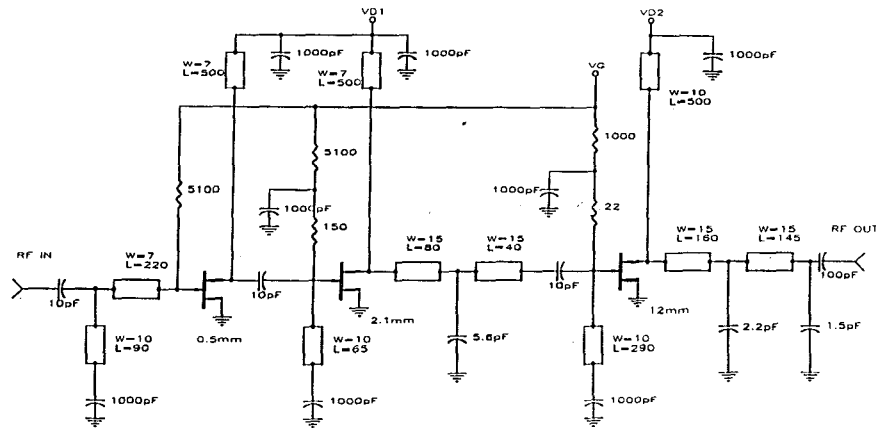 VD1
VD2
1000pF
1000pF
1000pF
W=7
L=500
W=7
L=500
VG
W=10
L=500
5100
1000
5100
1000pF
1000pF
150
22
RF IN
W=7
L=220
W=15
L=80
W=15
L=40
W=15
L=160
W=15
L=145
RF OUT
10pF
10pF
10pF
100pF
0.5mm
2.1mm
12mm
W=10
L=90
W=10
L=65
5.6pF
W=10
L=290
2.2pF
1.5pF
1000pF
1000pF
1000pF